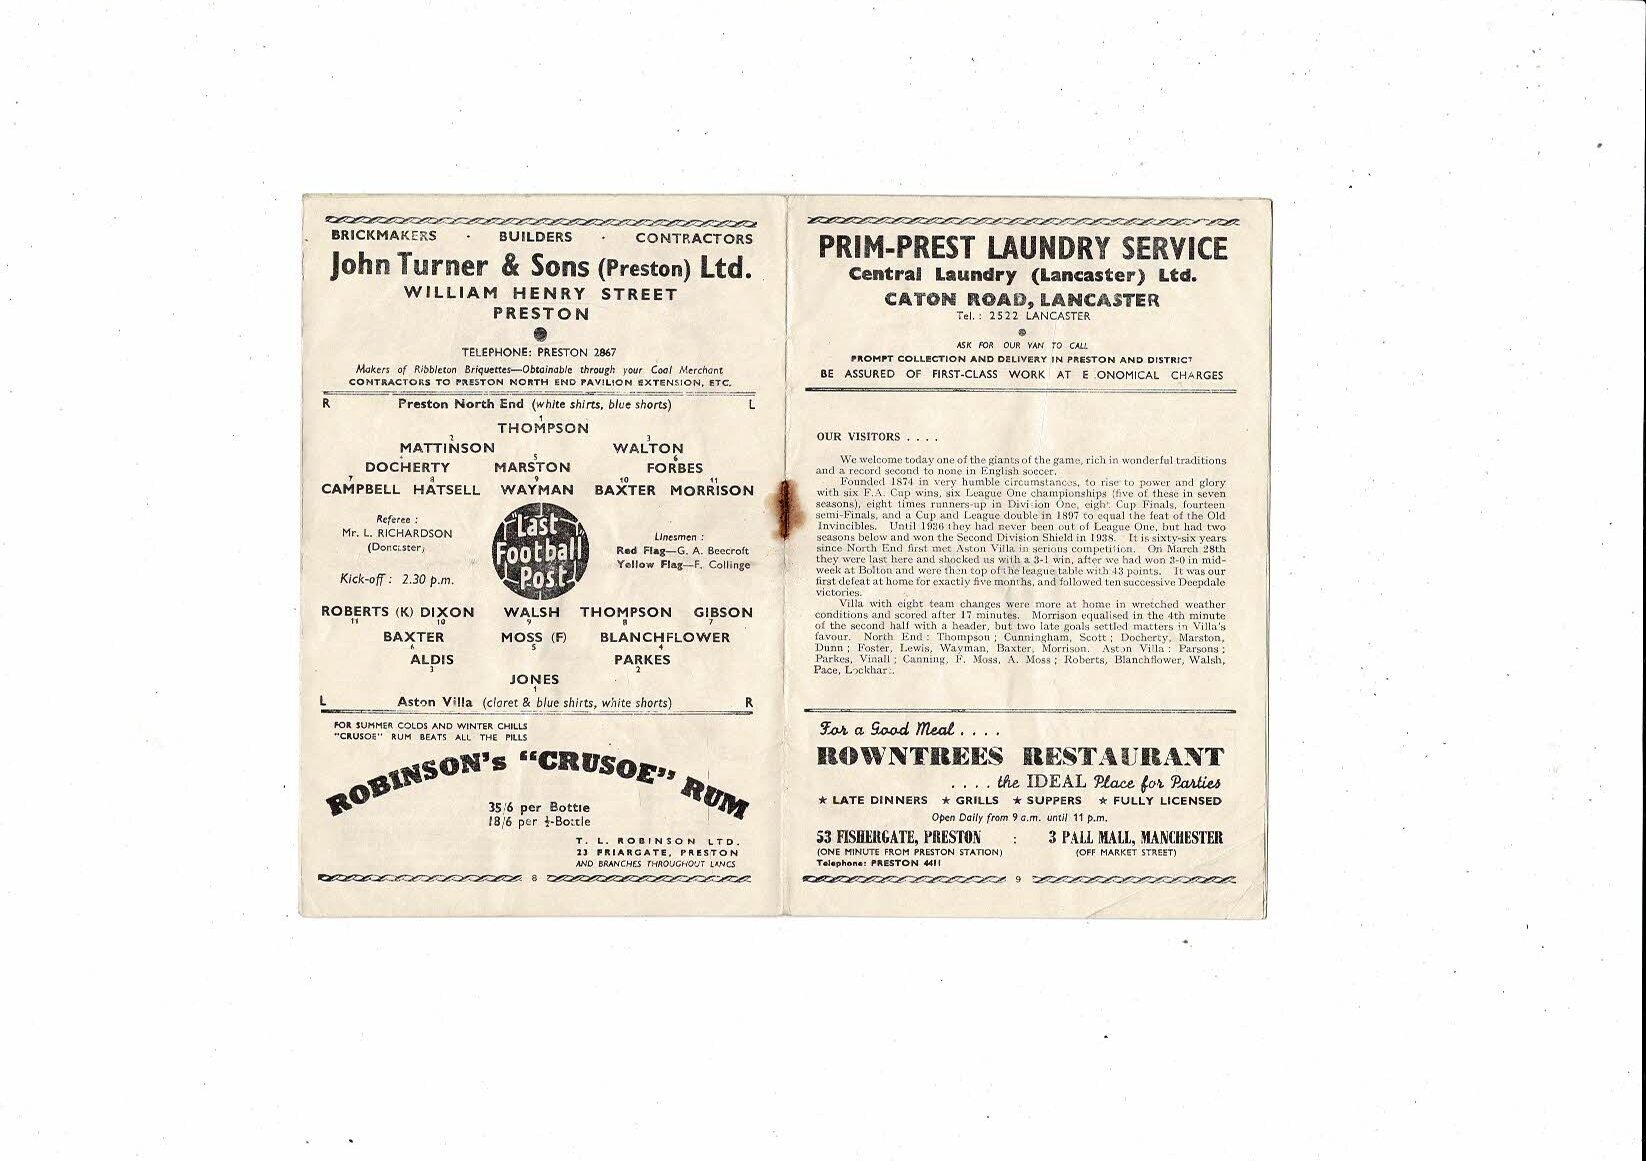 BRICKMAKERS · BUILDERS · CONTRACTORS
John Turner & Sons (Preston) Ltd.
WILLIAM HENRY STREET
PRESTON
TELEPHONE: PRESTON 2867
Makers of Ribbleton Briquettes—Obtainable through your Coal Merchant
CONTRACTORS TO PRESTON NORTH END PAVILION EXTENSION, ETC.
R Preston North End (white shirts, blue shorts) L
1
THOMPSON
2 3
MATTINSON WALTON
4 5 6
DOCHERTY MARSTON FORBES
7 8 9 10 11
CAMPBELL HATSELL WAYMAN BAXTER MORRISON
Referee :
Mr. L. RICHARDSON
(Doncaster)
Kick-off : 2.30 p.m.
"Last
Football
Post"
Linesmen :
Red Flag—G. A. Beecroft
Yellow Flag—F. Collinge
ROBERTS (K) DIXON WALSH THOMPSON GIBSON
11 10 9 8 7
BAXTER MOSS (F) BLANCHFLOWER
6 5 4
ALDIS PARKES
3 2
JONES
1
L Aston Villa (claret & blue shirts, white shorts) R
FOR SUMMER COLDS AND WINTER CHILLS
"CRUSOE" RUM BEATS ALL THE PILLS
ROBINSON's "CRUSOE" RUM
35/6 per Bottle
18/6 per ½-Bottle
T. L. ROBINSON LTD.
23 FRIARGATE, PRESTON
AND BRANCHES THROUGHOUT LANCS
8
PRIM-PREST LAUNDRY SERVICE
Central Laundry (Lancaster) Ltd.
CATON ROAD, LANCASTER
Tel. : 2522 LANCASTER
ASK FOR OUR VAN TO CALL
PROMPT COLLECTION AND DELIVERY IN PRESTON AND DISTRICT
BE ASSURED OF FIRST-CLASS WORK AT E ONOMICAL CHARGES
OUR VISITORS . . . .
We welcome today one of the giants of the game, rich in wonderful traditions
and a record second to none in English soccer.
Founded 1874 in very humble circumstances, to rise to power and glory
with six F.A. Cup wins, six League One championships (five of these in seven
seasons), eight times runners-up in Division One, eight Cup Finals, fourteen
semi-Finals, and a Cup and League double in 1897 to equal the feat of the Old
Invincibles. Until 1936 they had never been out of League One, but had two
seasons below and won the Second Division Shield in 1938. It is sixty-six years
since North End first met Aston Villa in serious competition. On March 28th
they were last here and shocked us with a 3-1 win, after we had won 3-0 in mid-
week at Bolton and were then top of the league table with 43 points. It was our
first defeat at home for exactly five months, and followed ten successive Deepdale
victories.
Villa with eight team changes were more at home in wretched weather
conditions and scored after 17 minutes. Morrison equalised in the 4th minute
of the second half with a header, but two late goals settled matters in Villa's
favour. North End : Thompson ; Cunningham, Scott ; Docherty, Marston,
Dunn ; Foster, Lewis, Wayman, Baxter, Morrison. Aston Villa : Parsons ;
Parkes, Vinall ; Canning, F. Moss, A. Moss ; Roberts, Blanchflower, Walsh,
Pace, Lockhart.
For a Good Meal . . . .
ROWNTREES RESTAURANT
. . . . the IDEAL Place for Parties
★ LATE DINNERS ★ GRILLS ★ SUPPERS ★ FULLY LICENSED
Open Daily from 9 a.m. until 11 p.m.
53 FISHERGATE, PRESTON : 3 PALL MALL, MANCHESTER
(ONE MINUTE FROM PRESTON STATION) (OFF MARKET STREET)
Telephone: PRESTON 4411
9